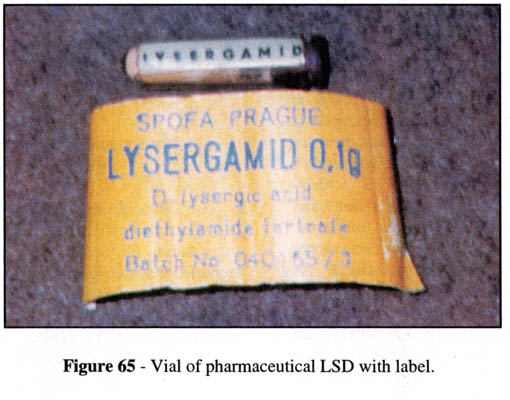 LYSERGAMID
SPOFA PRAGUE
LYSERGAMID 0,1g
D-lysergic acid
diethylamide tartrate
Batch No 040165/3
Figure 65 - Vial of pharmaceutical LSD with label.